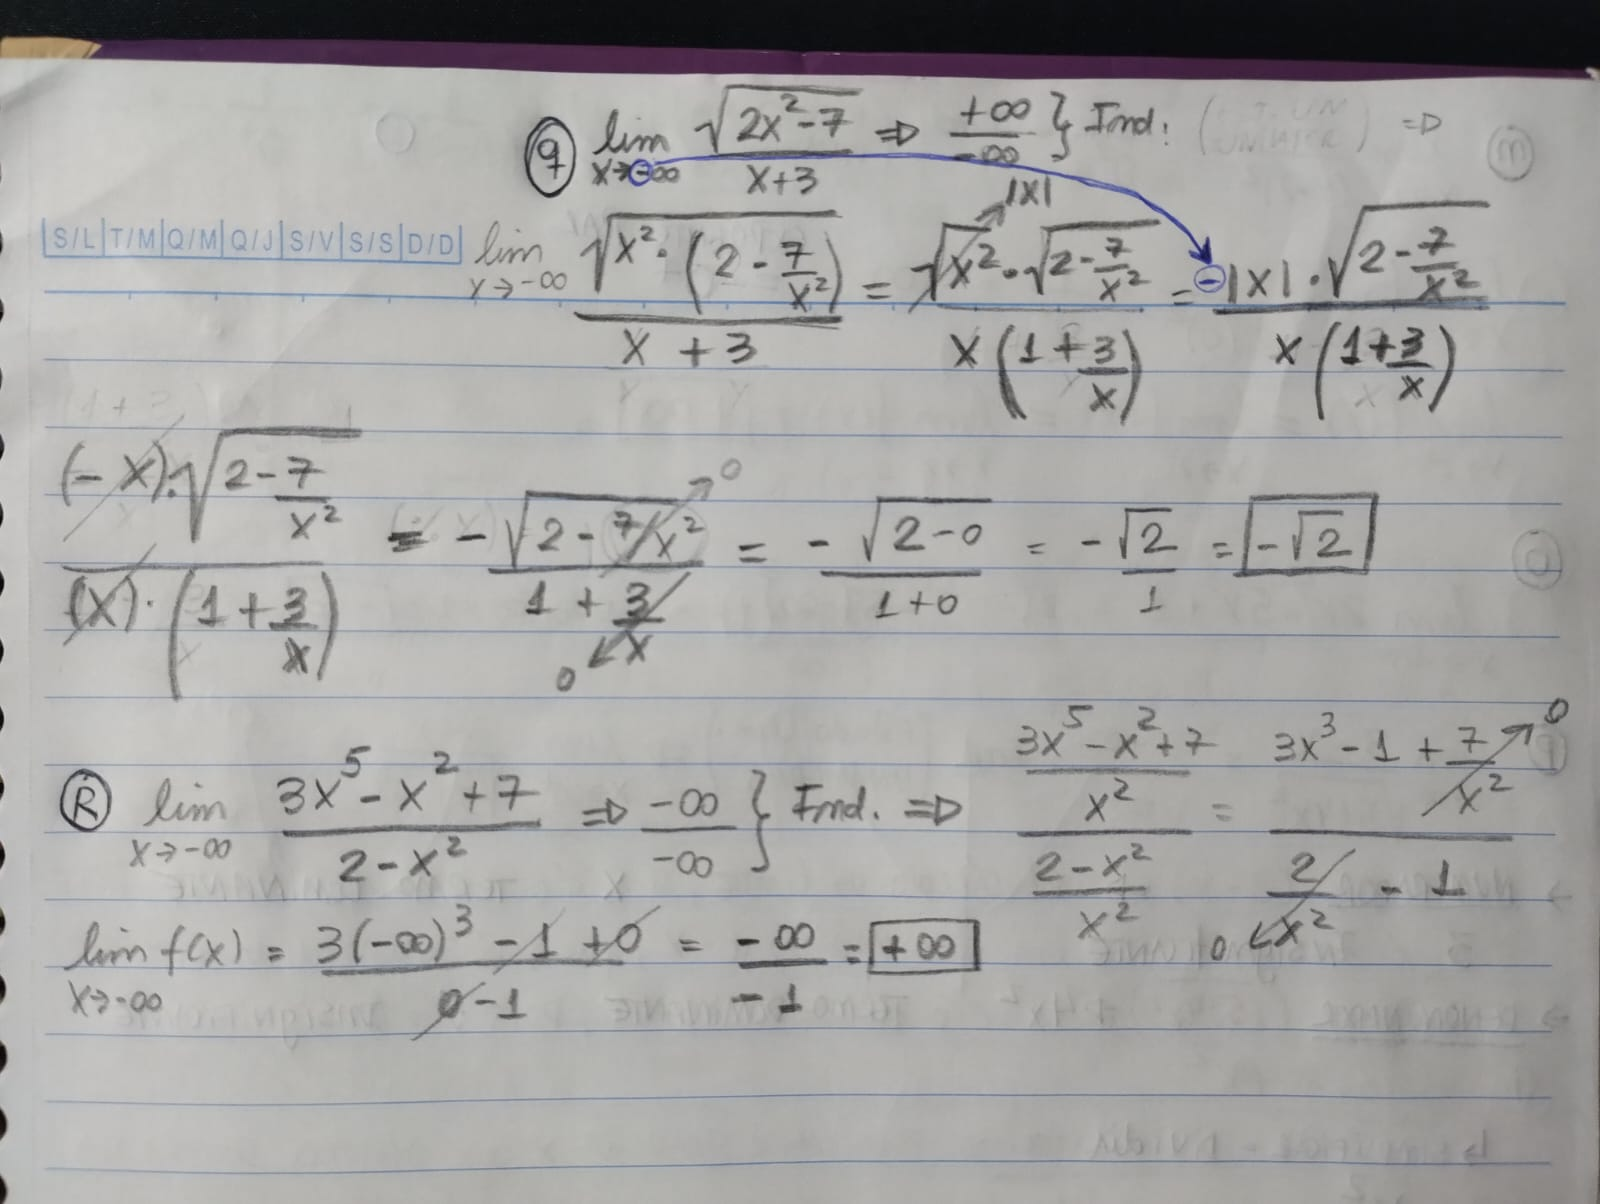 q) lim x→-∞ √(2x²-7) / (x+3) ⇒ +∞/-∞ } Ind. ⇒
S/L T/M Q/M Q/J S/V S/S D/D
lim x→-∞ √(x²·(2 - 7/x²)) / (x + 3) = √x² · √(2 - 7/x²) / (x(1 + 3/x)) = -|x| · √(2 - 7/x²) / (x(1 + 3/x))
|x|
(-x)·√(2 - 7/x²) / ((x)·(1 + 3/x)) = -√(2 - 7/x²) / (1 + 3/x) = -√(2-0) / (1+0) = -√2 / 1 = -√2
0
0
R) lim x→-∞ (3x⁵ - x² + 7) / (2 - x²) ⇒ -∞/-∞ } Ind. ⇒ ((3x⁵ - x² + 7)/x²) / ((2 - x²)/x²) = (3x³ - 1 + 7/x²) / (2/x² - 1)
0
0
lim x→-∞ f(x) = (3(-∞)³ - 1 + 0) / (0 - 1) = -∞ / -1 = +∞